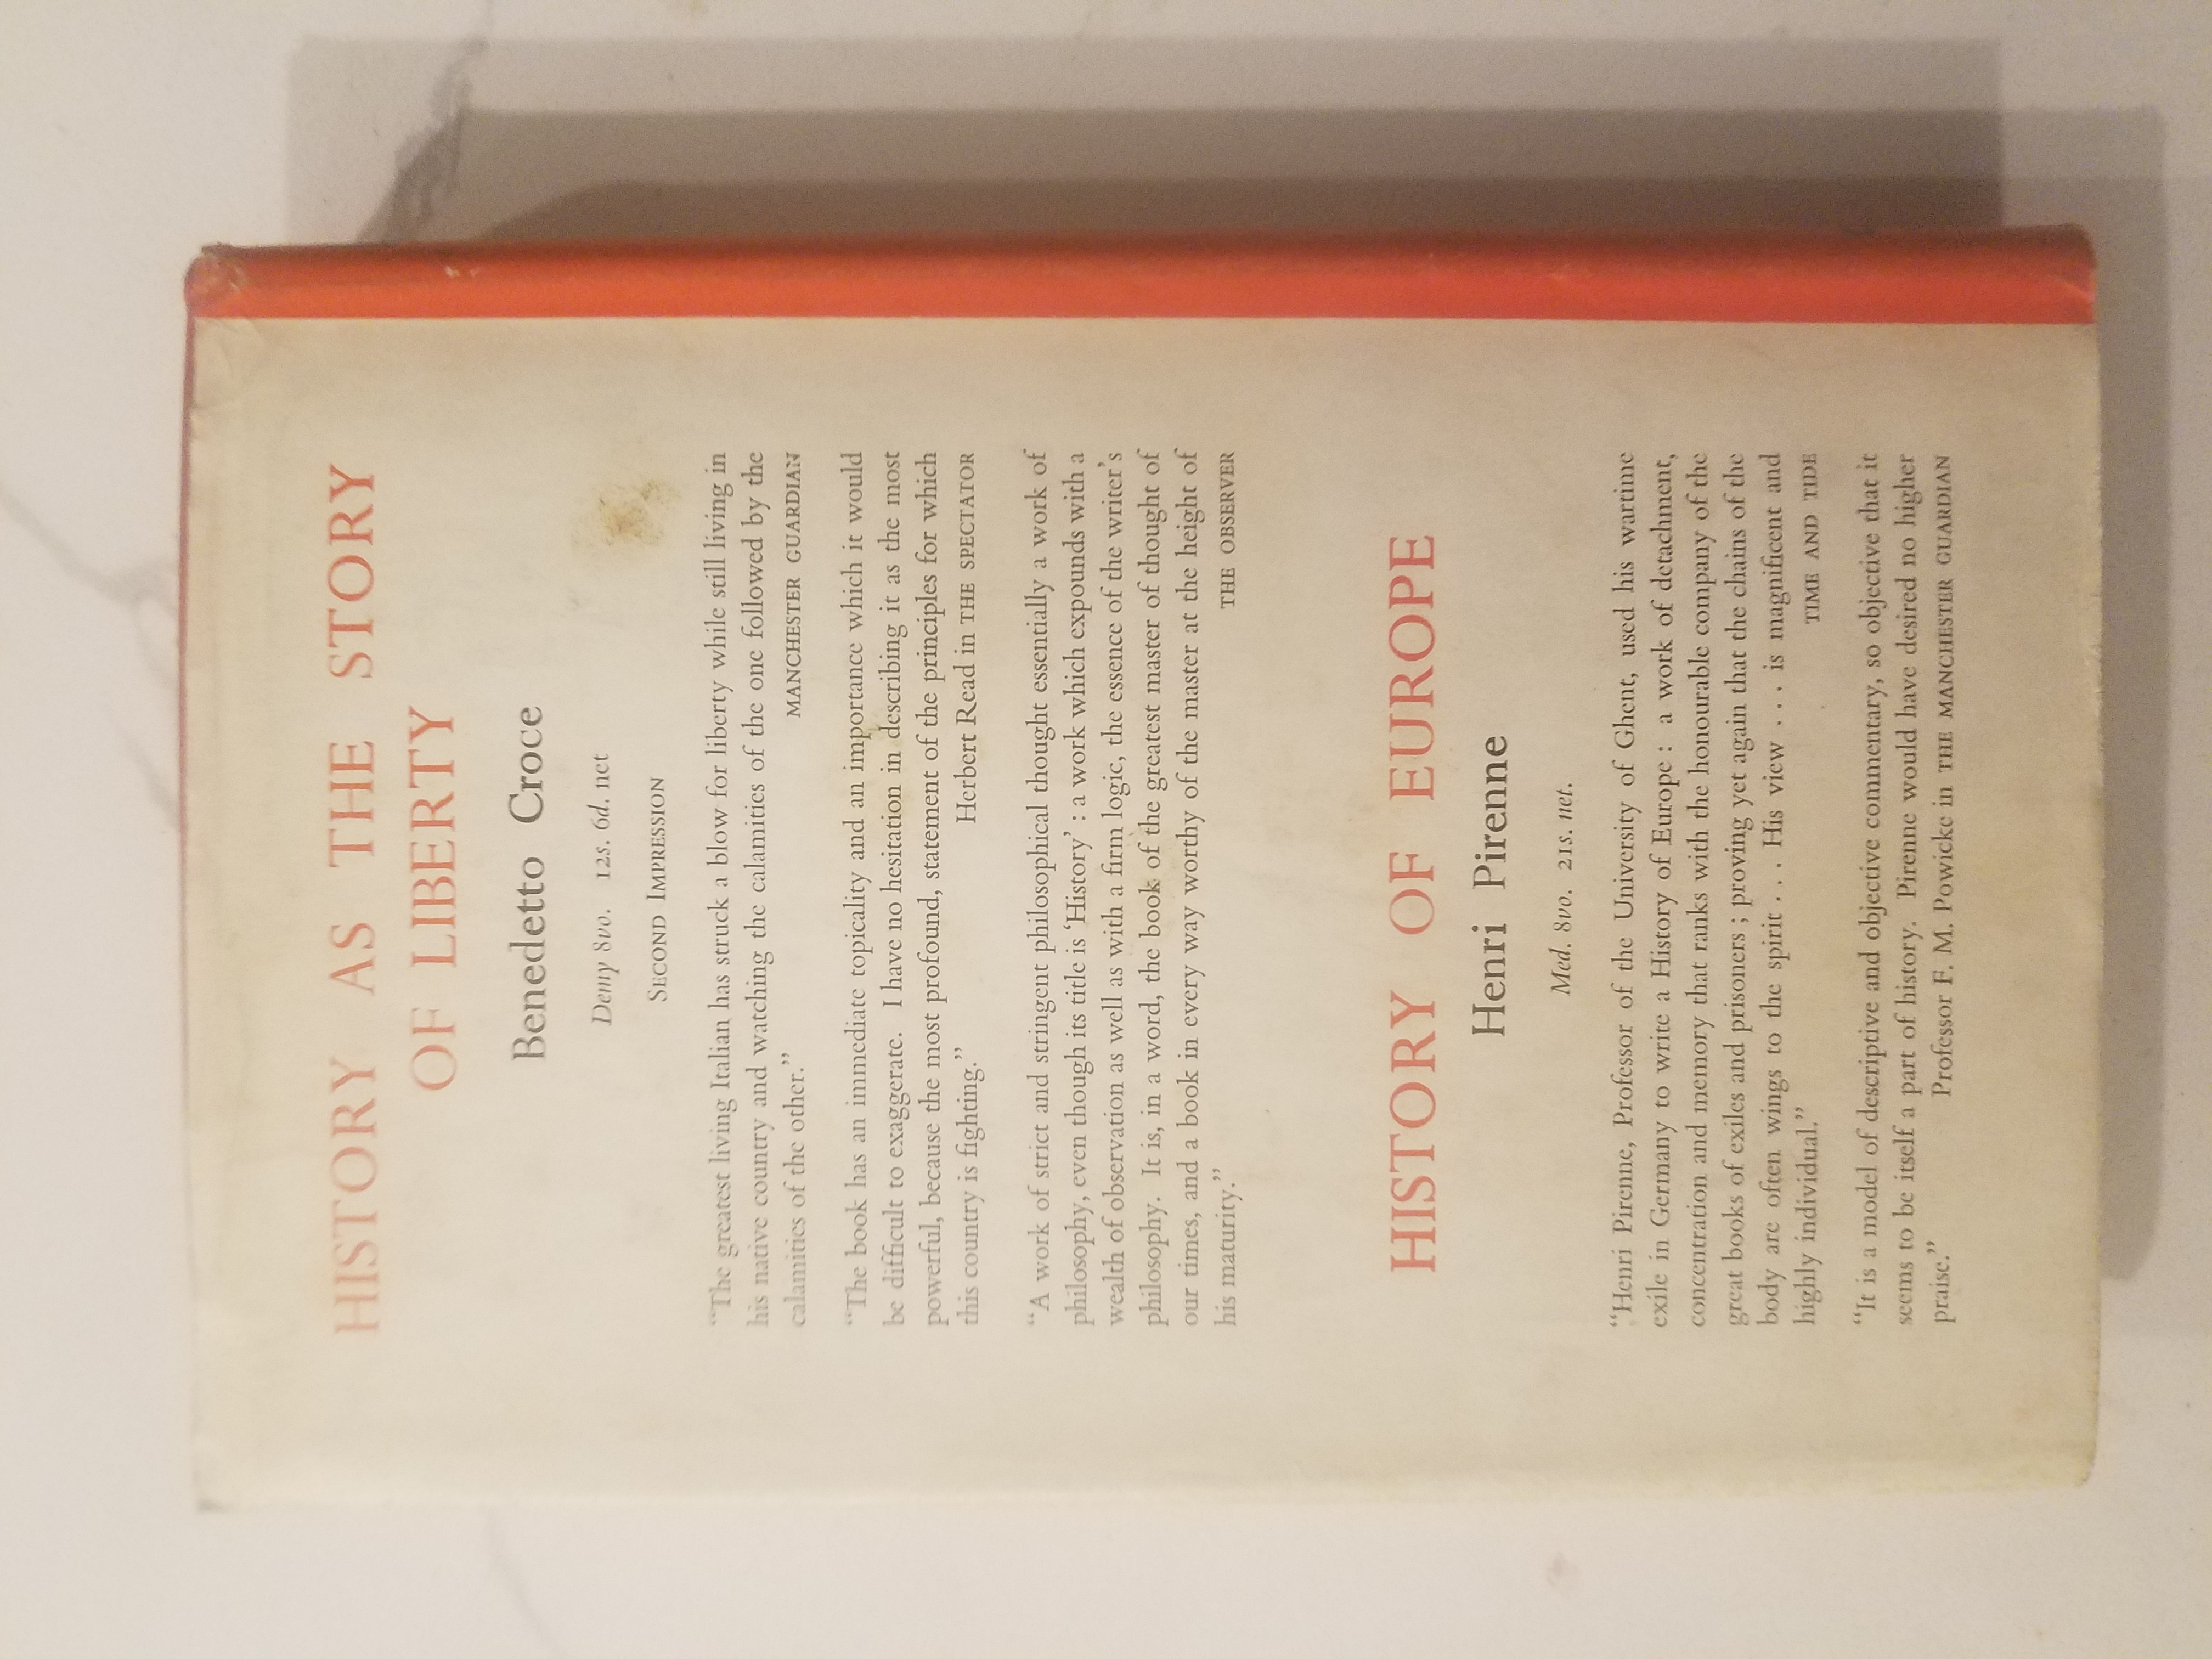 HISTORY AS THE STORY
OF LIBERTY
Benedetto Croce
Demy 8vo. 12s. 6d. net
SECOND IMPRESSION
“The greatest living Italian has struck a blow for liberty while still living in
his native country and watching the calamities of the one followed by the
calamities of the other.” MANCHESTER GUARDIAN
“The book has an immediate topicality and an importance which it would
be difficult to exaggerate. I have no hesitation in describing it as the most
powerful, because the most profound, statement of the principles for which
this country is fighting.” Herbert Read in THE SPECTATOR
“A work of strict and stringent philosophical thought essentially a work of
philosophy, even though its title is ‘History’ : a work which expounds with a
wealth of observation as well as with a firm logic, the essence of the writer’s
philosophy. It is, in a word, the book of the greatest master of thought of
our times, and a book in every way worthy of the master at the height of
his maturity.” THE OBSERVER
HISTORY OF EUROPE
Henri Pirenne
Med. 8vo. 21s. net.
“Henri Pirenne, Professor of the University of Ghent, used his wartime
exile in Germany to write a History of Europe : a work of detachment,
concentration and memory that ranks with the honourable company of the
great books of exiles and prisoners ; proving yet again that the chains of the
body are often wings to the spirit . . . His view . . . is magnificent and
highly individual.” TIME AND TIDE
“It is a model of descriptive and objective commentary, so objective that it
seems to be itself a part of history. Pirenne would have desired no higher
praise.” Professor F. M. Powicke in THE MANCHESTER GUARDIAN